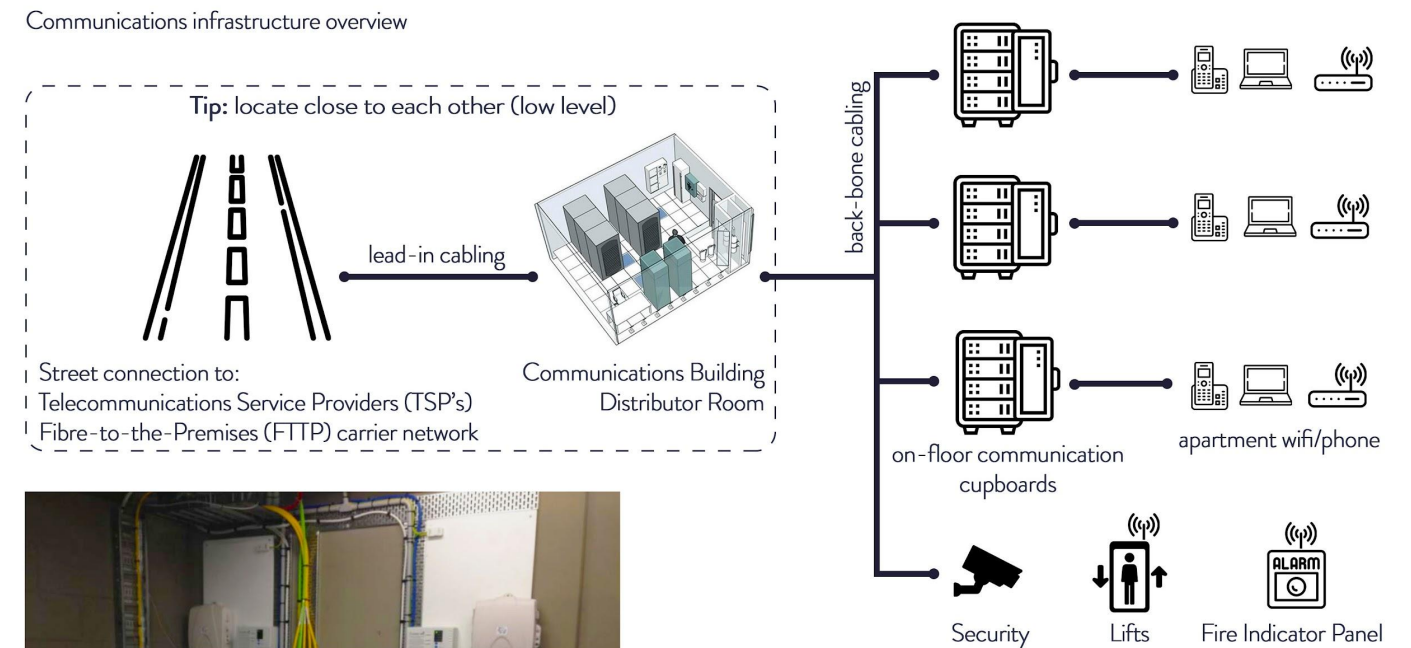 Communications infrastructure overview
Tip: locate close to each other (low level)
lead-in cabling
Street connection to:
Telecommunications Service Providers (TSP's)
Fibre-to-the-Premises (FTTP) carrier network
Communications Building
Distributor Room
back-bone cabling
on-floor communication
cupboards
apartment wifi/phone
ALARM
Security
Lifts
Fire Indicator Panel